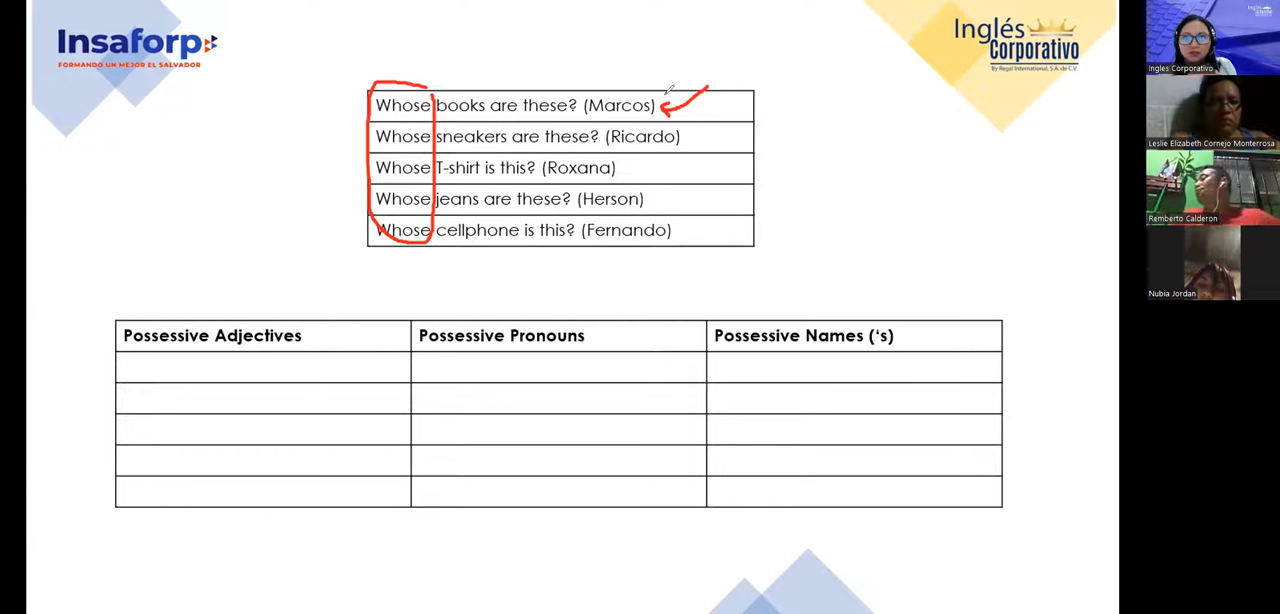 Insaforp
FORMANDO UN MEJOR EL SALVADOR
Inglés
Corporativo
By Regal International, S.A. de C.V.
Whose books are these? (Marcos)
Whose sneakers are these? (Ricardo)
Whose T-shirt is this? (Roxana)
Whose jeans are these? (Herson)
Whose cellphone is this? (Fernando)
Possessive Adjectives Possessive Pronouns Possessive Names (‘s)
Ingles Corporativo
Leslie Elizabeth Cornejo Monterrosa
Remberto Calderon
Nubia Jordan